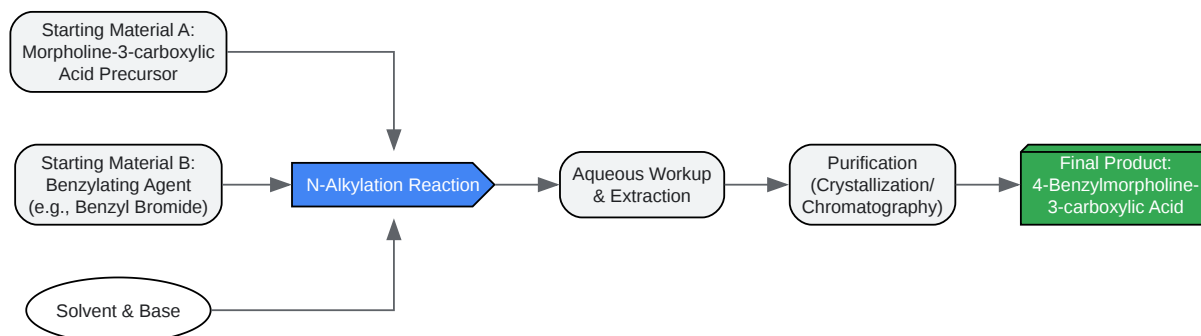 Starting Material A:
Morpholine-3-carboxylic
Acid Precursor
Starting Material B:
Benzylating Agent
(e.g., Benzyl Bromide)
Solvent & Base
N-Alkylation Reaction
Aqueous Workup
& Extraction
Purification
(Crystallization/
Chromatography)
Final Product:
4-Benzylmorpholine-
3-carboxylic Acid